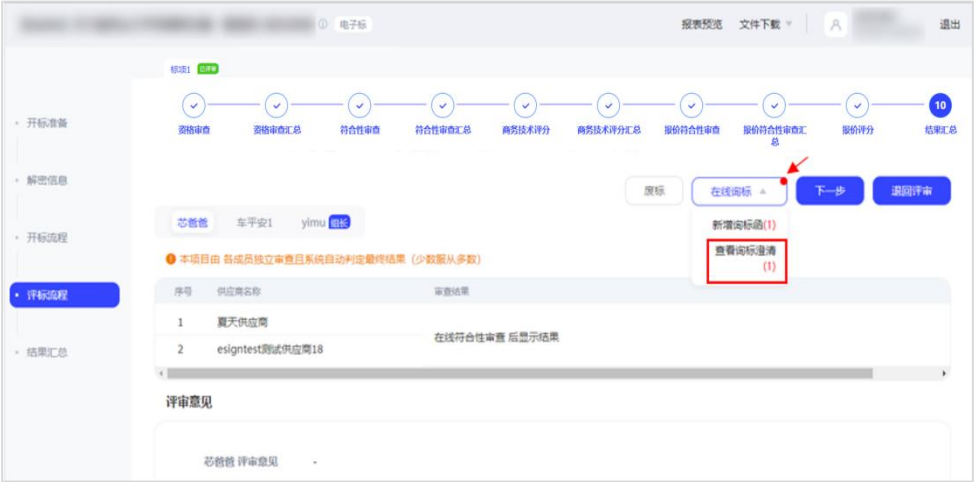 电子标
报表预览 文件下载
退出
标项1 已评审
10
资格审查 资格审查汇总 符合性审查 符合性审查汇总 商务技术评分 商务技术评分汇总 报价符合性审查 报价符合性审查汇 报价评分 结果汇总
总
开标准备
解密信息
开标流程
评标流程
结果汇总
废标 在线询标 下一步 退回评审
新增询标函(1)
查看询标澄清
(1)
芯爸爸 车平安1 yimu 组长
本项目由 各成员独立审查且系统自动判定最终结果（少数服从多数）
序号 供应商名称 审查结果
1 夏天供应商
在线符合性审查 后显示结果
2 esigntest测试供应商18
评审意见
芯爸爸 评审意见 -